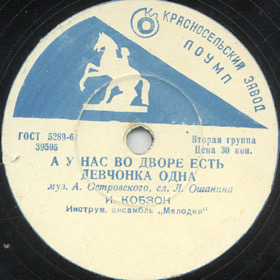 КРАСНОСЕЛЬСКИЙ ЗАВОД
ПОУМП
ГОСТ 5289-6
39595
Вторая группа
Цена 30 коп.
А У НАС ВО ДВОРЕ ЕСТЬ
ДЕВЧОНКА ОДНА
муз. А. Островского, сл. Л. Ошанина
И. КОБЗОН
Инструм. ансамбль „Мелодия"